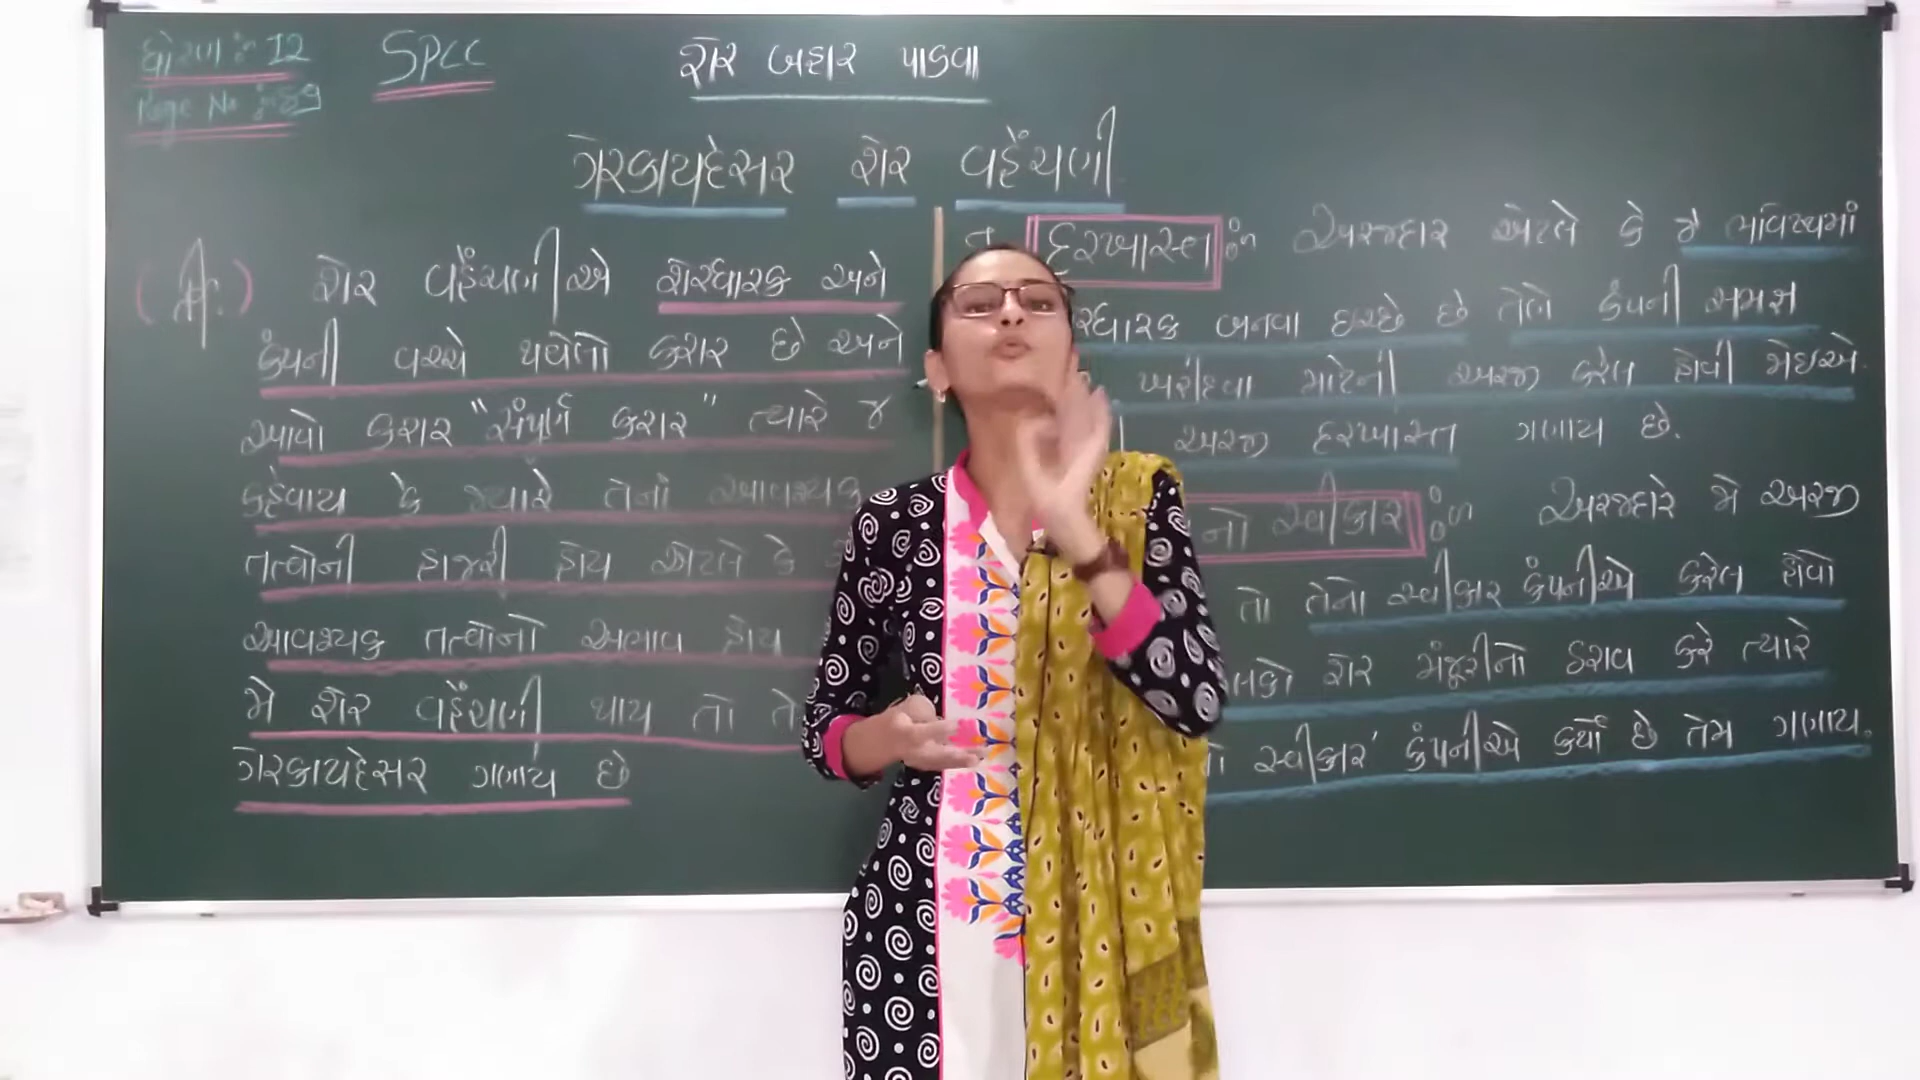 ધોરણ :- 12
Page No :- 59
SPCC
શેર બહાર પાડવા
ગેરકાયદેસર શેર વહેંચણી
(A.) શેર વહેંચણી એ શેરધારક અને
કંપની વચ્ચે થયેલો કરાર છે અને
આવો કરાર "સંપૂર્ણ કરાર" ત્યારે જ
કહેવાય કે જ્યારે તેનાં આવશ્યક
તત્વોની હાજરી હોય એટલે કે
આવશ્યક તત્વોનો અભાવ હોય
જો શેર વહેંચણી થાય તો તે
ગેરકાયદેસર ગણાય છે
દરખાસ્ત :- અરજદાર એટલે કે જે ભવિષ્યમાં
બનવા ઇચ્છે છે તેણે કંપની સમક્ષ
ખરીદવા માટેની અરજી કરેલ હોવી જોઇએ.
અરજી દરખાસ્ત ગણાય છે.
નો સ્વીકાર :- અરજદારે જો અરજી
તો તેનો સ્વીકાર કંપનીએ કરેલ હોવો
શેર મંજૂરીનો ઠરાવ કરે ત્યારે
સ્વીકાર' કંપનીએ કર્યો છે તેમ ગણાય.